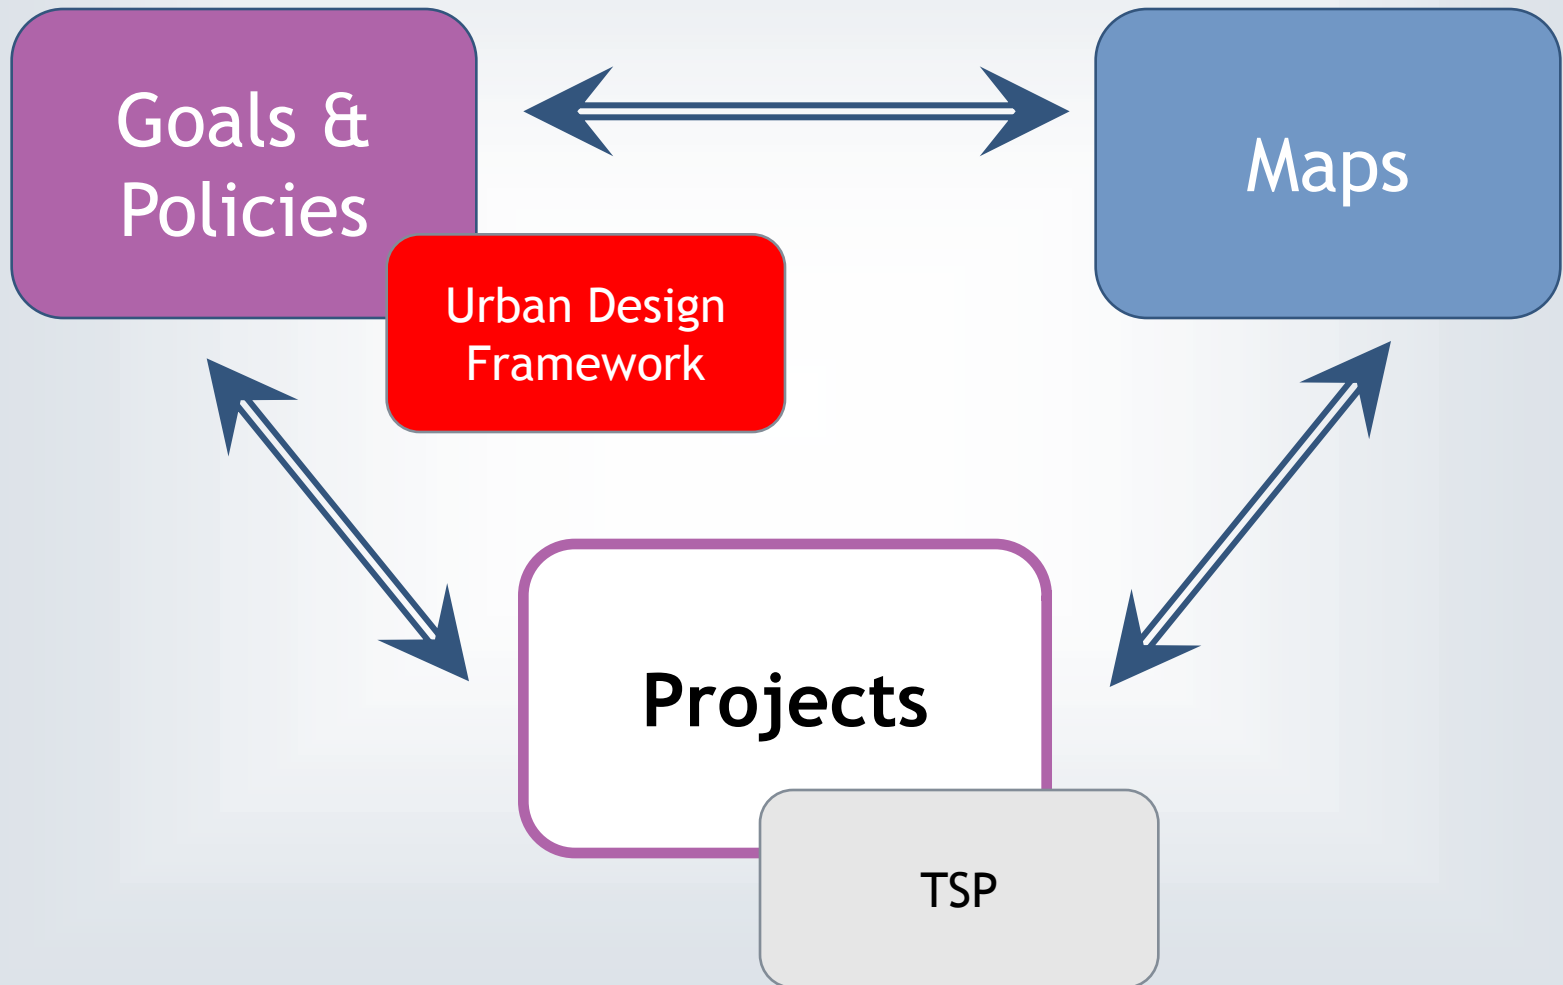 Goals &
Policies
Maps
Urban Design
Framework
Projects
TSP